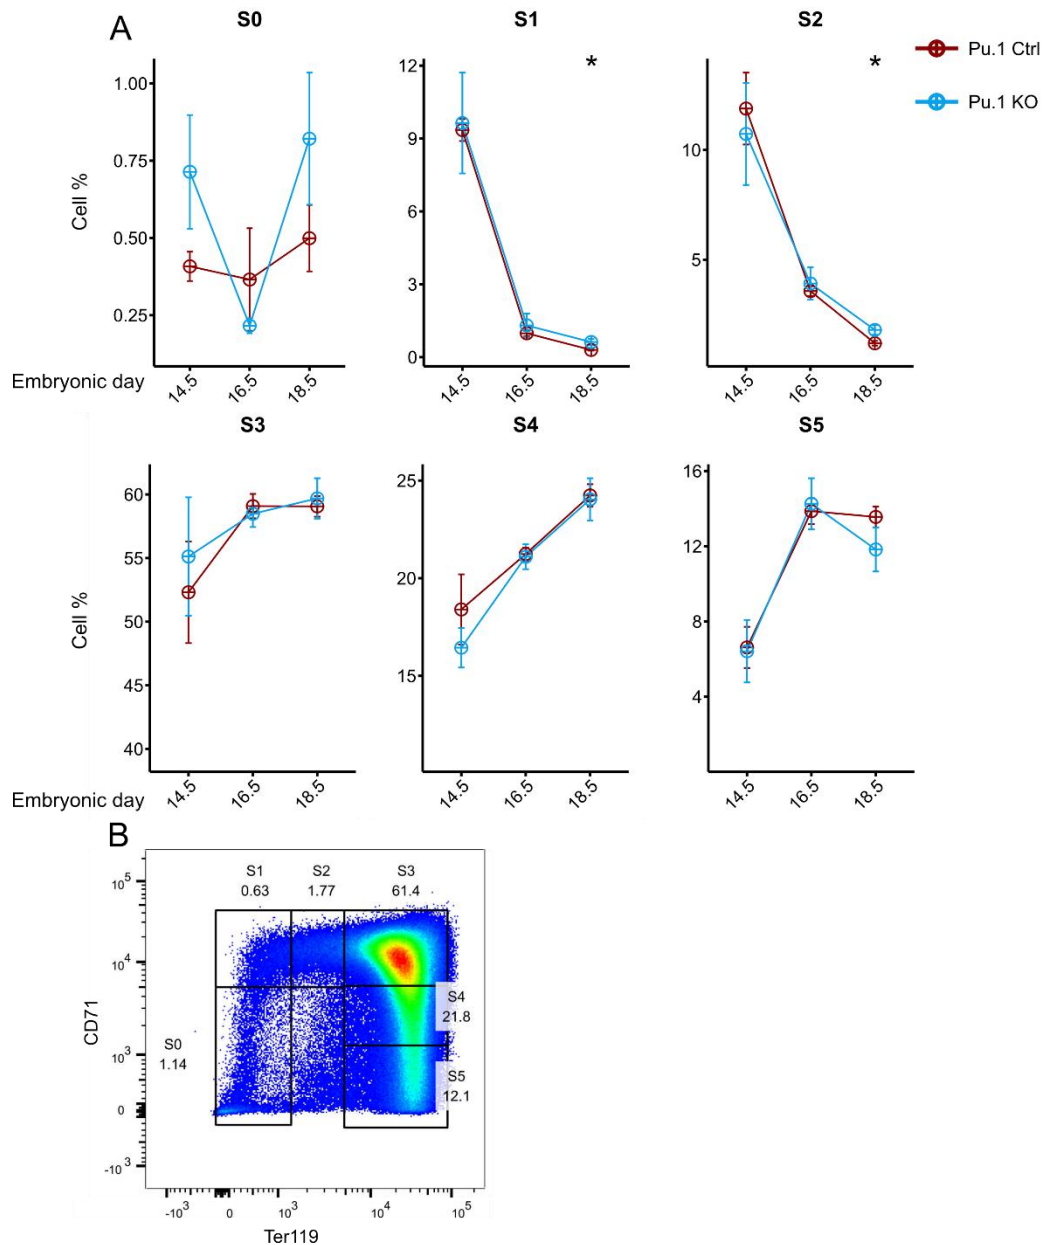 A
S0
S1
S2
Pu.1 Ctrl
Pu.1 KO
*
*
Cell %
1.00
0.75
0.50
0.25
12
9
6
3
0
10
5
Embryonic day
14.5
16.5
18.5
14.5
16.5
18.5
14.5
16.5
18.5
S3
S4
S5
Cell %
60
55
50
45
40
25
20
15
16
12
8
4
Embryonic day
14.5
16.5
18.5
14.5
16.5
18.5
14.5
16.5
18.5
B
S1
0.63
S2
1.77
S3
61.4
S4
21.8
S0
1.14
S5
12.1
CD71
10^5
10^4
10^3
0
-10^3
-10^3
0
10^3
10^4
10^5
Ter119